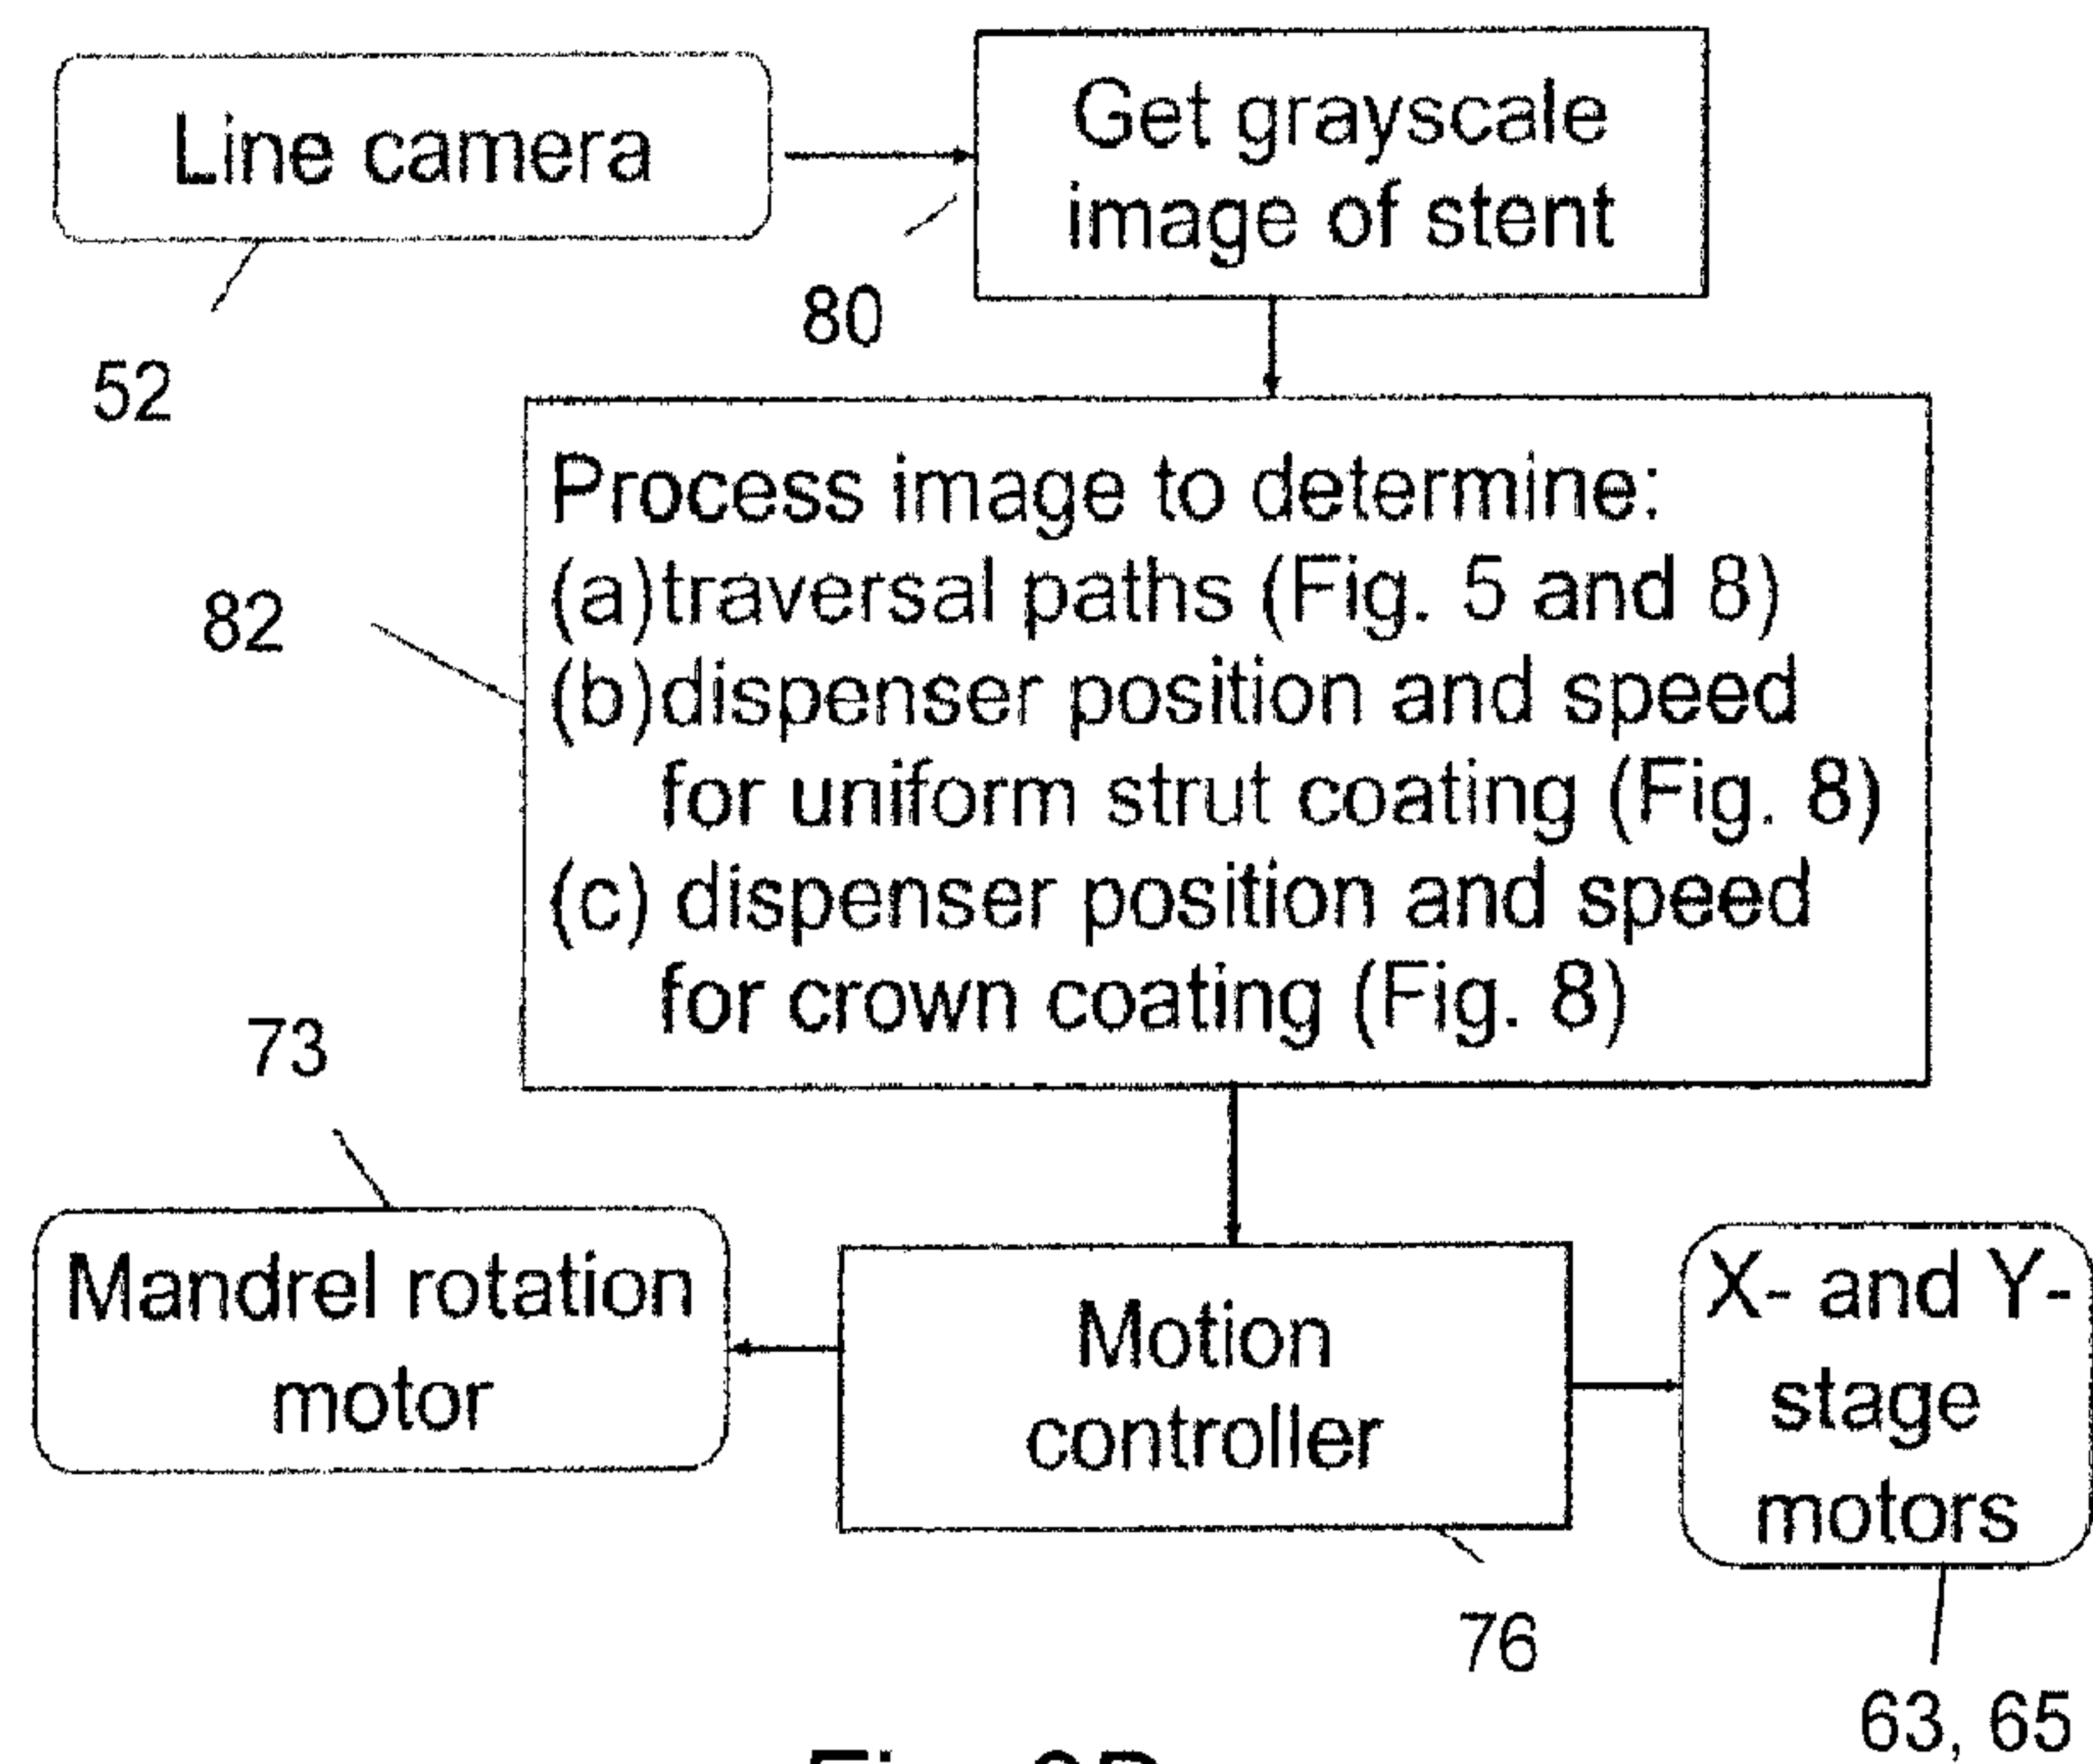 Line camera
Get grayscale
image of stent
80
52
Process image to determine:
(a)traversal paths (Fig. 5 and 8)
82
(b)dispenser position and speed
for uniform strut coating (Fig. 8)
(c) dispenser position and speed
for crown coating (Fig. 8)
73
Mandrel rotation
motor
Motion
controller
X- and Y-
stage
motors
76
63, 65